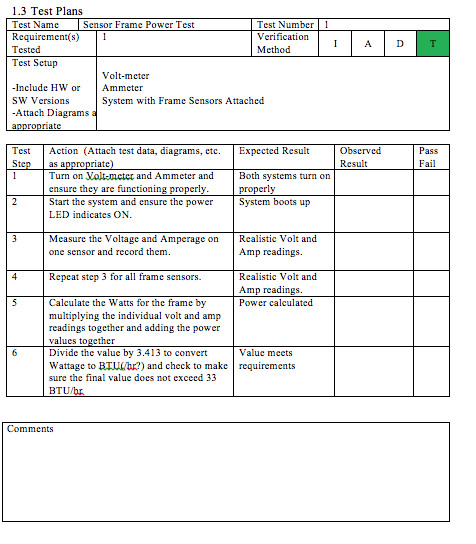 1.3 Test Plans
Test Name Sensor Frame Power Test Test Number 1
Requirement(s) Tested 1 Verification Method I A D T
Test Setup
-Include HW or
SW Versions
-Attach Diagrams a
appropriate
Volt-meter
Ammeter
System with Frame Sensors Attached
Test Step Action (Attach test data, diagrams, etc. as appropriate) Expected Result Observed Result Pass Fail
1 Turn on Volt-meter and Ammeter and
ensure they are functioning properly.
Both systems turn on
properly
2 Start the system and ensure the power
LED indicates ON.
System boots up
3 Measure the Voltage and Amperage on
one sensor and record them.
Realistic Volt and
Amp readings.
4 Repeat step 3 for all frame sensors.
Realistic Volt and
Amp readings.
5 Calculate the Watts for the frame by
multiplying the individual volt and amp
readings together and adding the power
values together
Power calculated
6 Divide the value by 3.413 to convert
Wattage to BTU(/hr?) and check to make
sure the final value does not exceed 33
BTU/hr.
Value meets
requirements
Comments